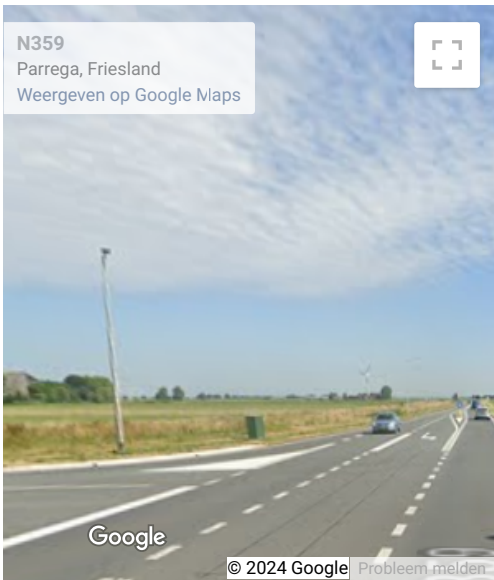 N359
Parrega, Friesland
Weergeven op Google Maps
Google
© 2024 Google Probleem melden